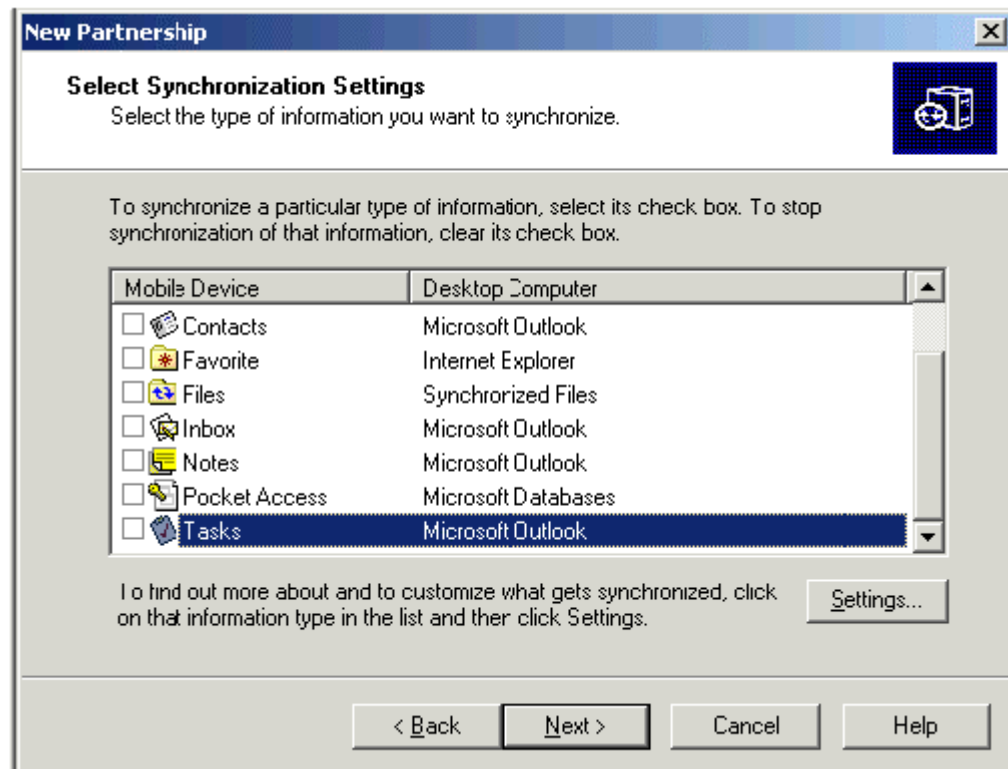 New Partnership
Select Synchronization Settings
Select the type of information you want to synchronize.
To synchronize a particular type of information, select its check box. To stop
synchronization of that information, clear its check box.
Mobile Device Desktop Computer
Contacts Microsoft Outlook
Favorite Internet Explorer
Files Synchronized Files
Inbox Microsoft Outlook
Notes Microsoft Outlook
Pocket Access Microsoft Databases
Tasks Microsoft Outlook
To find out more about and to customize what gets synchronized, click
on that information type in the list and then click Settings.
Settings...
< Back Next > Cancel Help